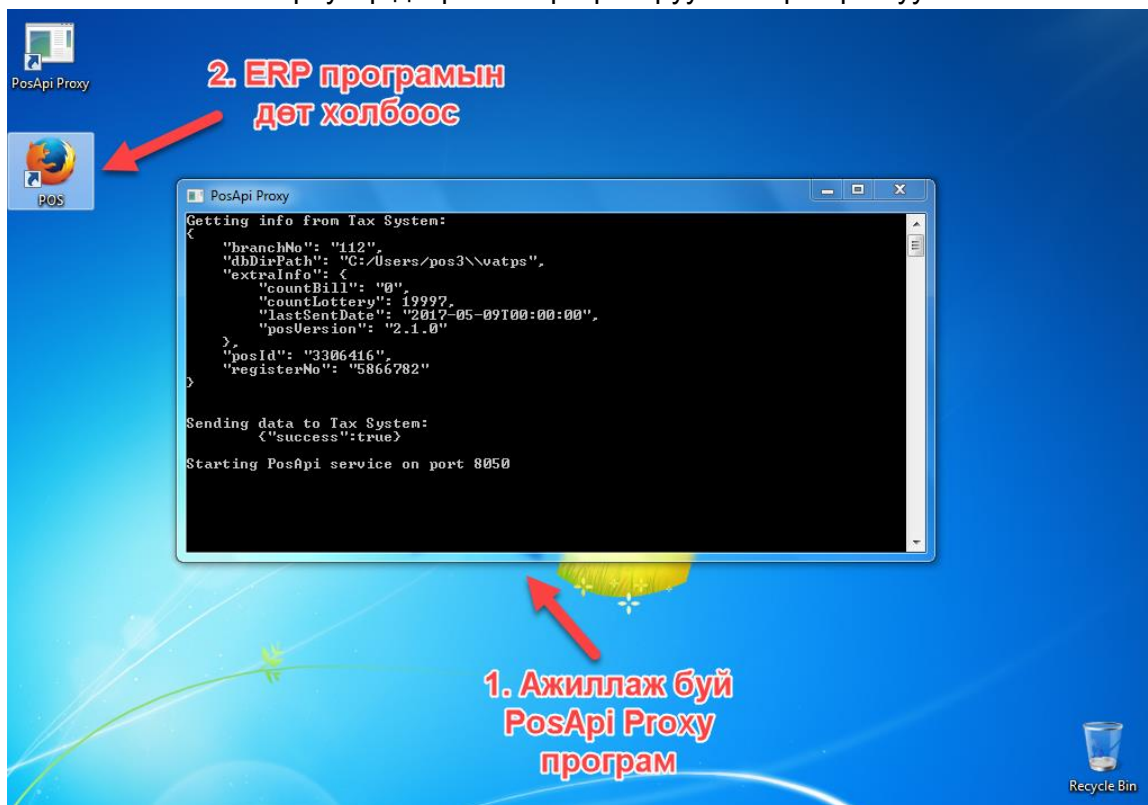 PosApi Proxy
2. ERP програмын
дөт холбоос
POS
PosApi Proxy
Getting info from Tax System:
{
"branchNo": "112",
"dbDirPath": "C:/Users/pos3\\vatps",
"extraInfo": {
"countBill": "0",
"countLottery": 19997,
"lastSentDate": "2017-05-09T00:00:00",
"posVersion": "2.1.0"
},
"posId": "3306416",
"registerNo": "5866782"
}
Sending data to Tax System:
{"success":true}
Starting PosApi service on port 8050
1. Ажиллаж буй
PosApi Proxy
програм
Recycle Bin